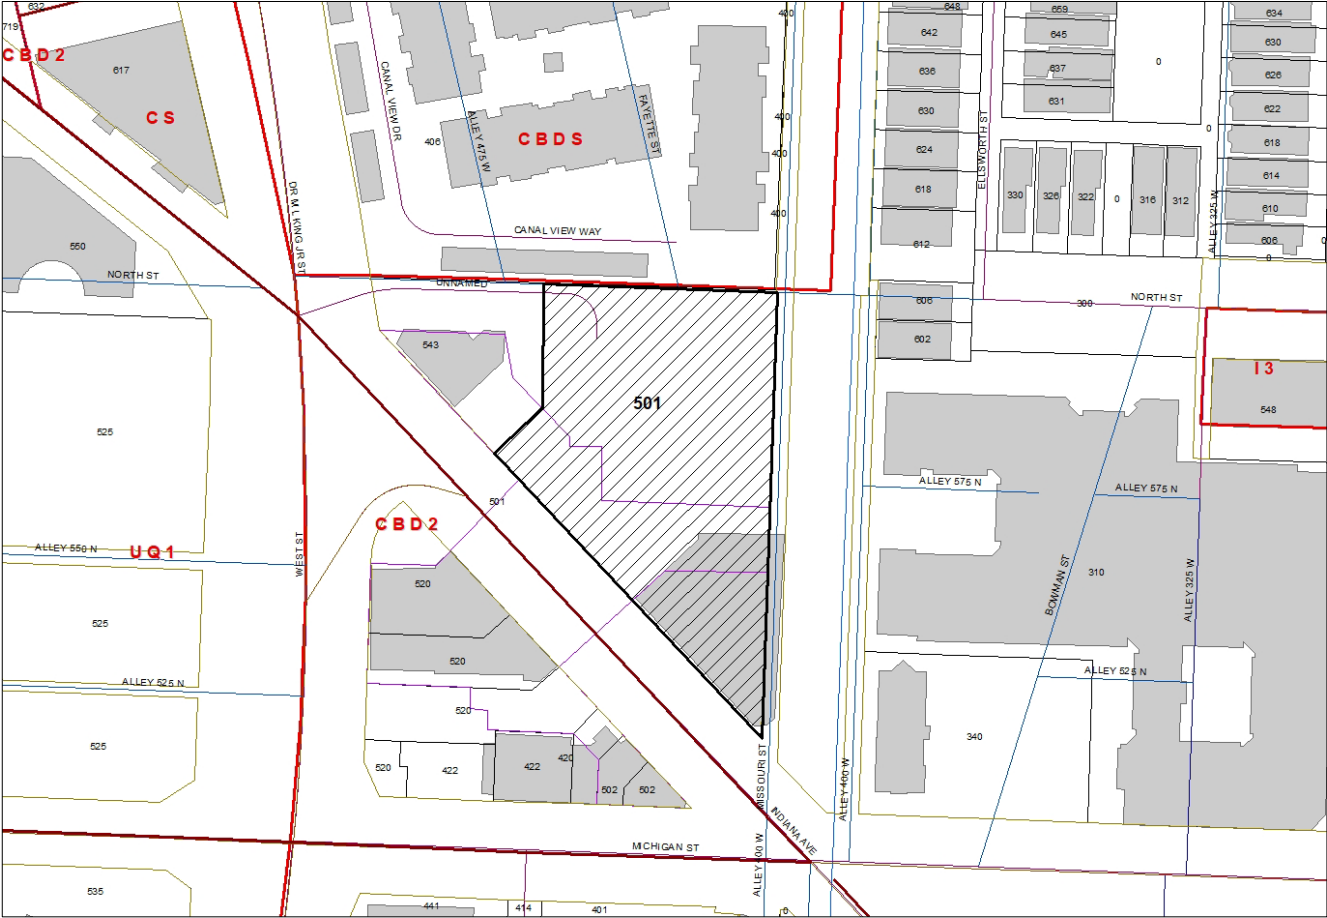 632
719
CBD2
617
CS
CANAL VIEW DR
406
ALLEY 475 W
CBDS
FAYETTE ST
400
400
400
400
648
642
636
630
624
618
612
606
602
ELLSWORTH ST
659
645
637
631
0
0
330
326
322
0
316
312
634
630
626
622
618
614
610
606
0
0
ALLEY 325 W
DR M L KING JR ST
550
NORTH ST
CANAL VIEW WAY
UNNAMED
300
NORTH ST
543
501
I3
548
525
501
CBD2
ALLEY 575 N
ALLEY 575 N
ALLEY 550 N
UQ1
WEST ST
520
310
BOWMAN ST
ALLEY 325 W
525
520
ALLEY 525 N
ALLEY 525 N
520
525
520
422
422
420
502
502
340
MISSOURI ST
ALLEY 400 W
INDIANA AVE
MICHIGAN ST
ALLEY 400 W
535
441
414
401
0